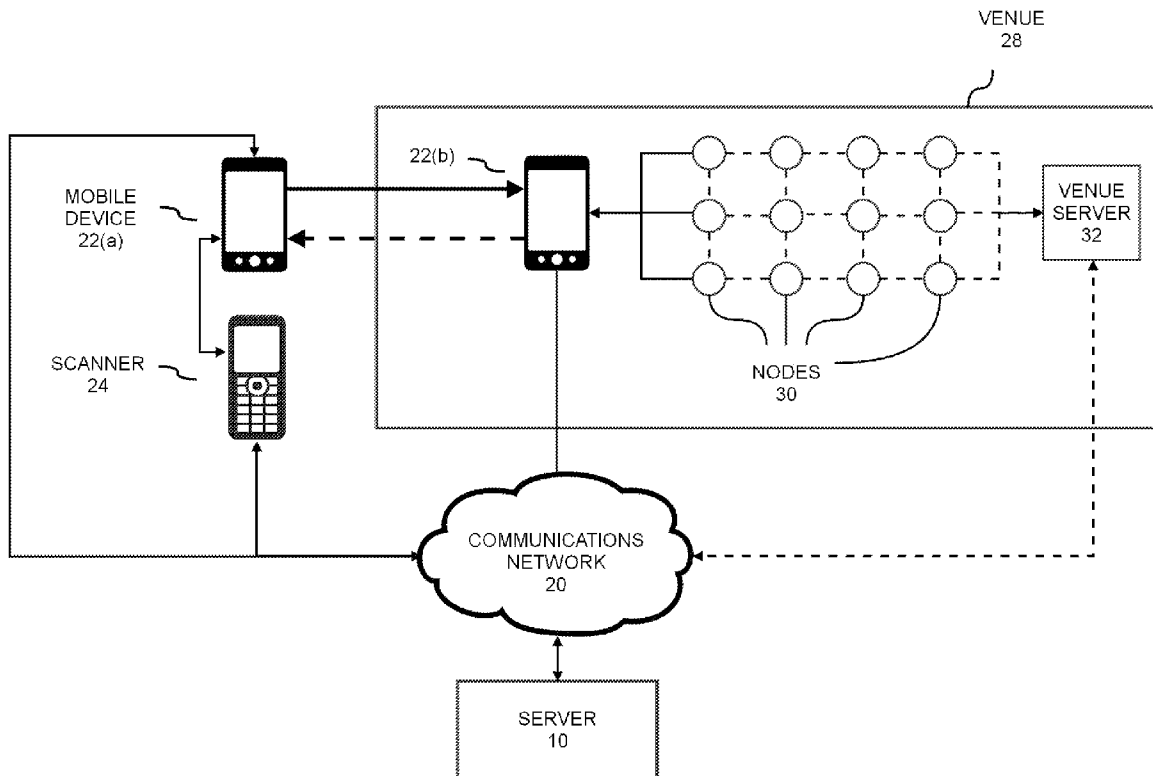 VENUE
28
22(b)
MOBILE
DEVICE
22(a)
VENUE
SERVER
32
SCANNER
24
NODES
30
COMMUNICATIONS
NETWORK
20
SERVER
10